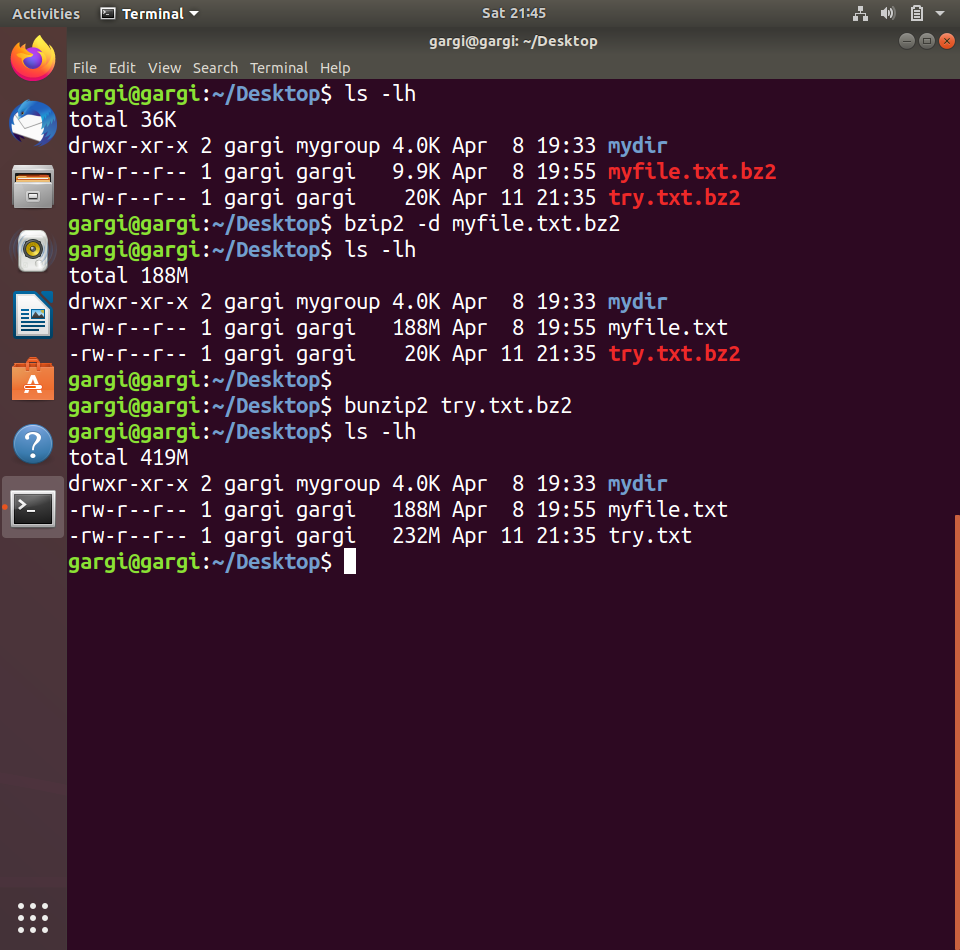 Activities Terminal Sat 21:45
gargi@gargi: ~/Desktop
File Edit View Search Terminal Help
gargi@gargi:~/Desktop$ ls -lh
total 36K
drwxr-xr-x 2 gargi mygroup 4.0K Apr  8 19:33 mydir
-rw-r--r-- 1 gargi gargi   9.9K Apr  8 19:55 myfile.txt.bz2
-rw-r--r-- 1 gargi gargi    20K Apr 11 21:35 try.txt.bz2
gargi@gargi:~/Desktop$ bzip2 -d myfile.txt.bz2
gargi@gargi:~/Desktop$ ls -lh
total 188M
drwxr-xr-x 2 gargi mygroup 4.0K Apr  8 19:33 mydir
-rw-r--r-- 1 gargi gargi   188M Apr  8 19:55 myfile.txt
-rw-r--r-- 1 gargi gargi    20K Apr 11 21:35 try.txt.bz2
gargi@gargi:~/Desktop$
gargi@gargi:~/Desktop$ bunzip2 try.txt.bz2
gargi@gargi:~/Desktop$ ls -lh
total 419M
drwxr-xr-x 2 gargi mygroup 4.0K Apr  8 19:33 mydir
-rw-r--r-- 1 gargi gargi   188M Apr  8 19:55 myfile.txt
-rw-r--r-- 1 gargi gargi   232M Apr 11 21:35 try.txt
gargi@gargi:~/Desktop$